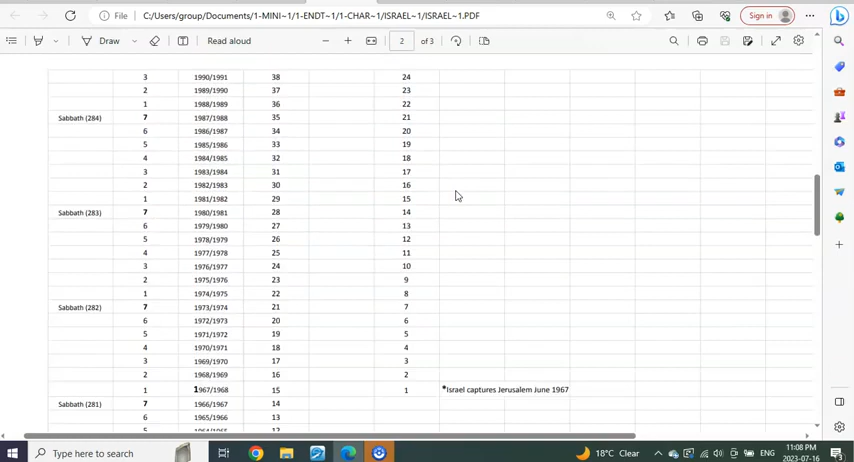 File
C:/Users/group/Documents/1-MINI~1/1-ENDT~1/1-CHAR~1/ISRAEL~1/ISRAEL~1.PDF
Sign in
Draw
Read aloud
2 of 3
3 1990/1991 38 24
2 1989/1990 37 23
1 1988/1989 36 22
Sabbath (284) 7 1987/1988 35 21
6 1986/1987 34 20
5 1985/1986 33 19
4 1984/1985 32 18
3 1983/1984 31 17
2 1982/1983 30 16
1 1981/1982 29 15
Sabbath (283) 7 1980/1981 28 14
6 1979/1980 27 13
5 1978/1979 26 12
4 1977/1978 25 11
3 1976/1977 24 10
2 1975/1976 23 9
1 1974/1975 22 8
Sabbath (282) 7 1973/1974 21 7
6 1972/1973 20 6
5 1971/1972 19 5
4 1970/1971 18 4
3 1969/1970 17 3
2 1968/1969 16 2
1 1967/1968 15 1 *Israel captures Jerusalem June 1967
Sabbath (281) 7 1966/1967 14
6 1965/1966 13
Type here to search
18°C Clear
ENG
11:08 PM
2023-07-16